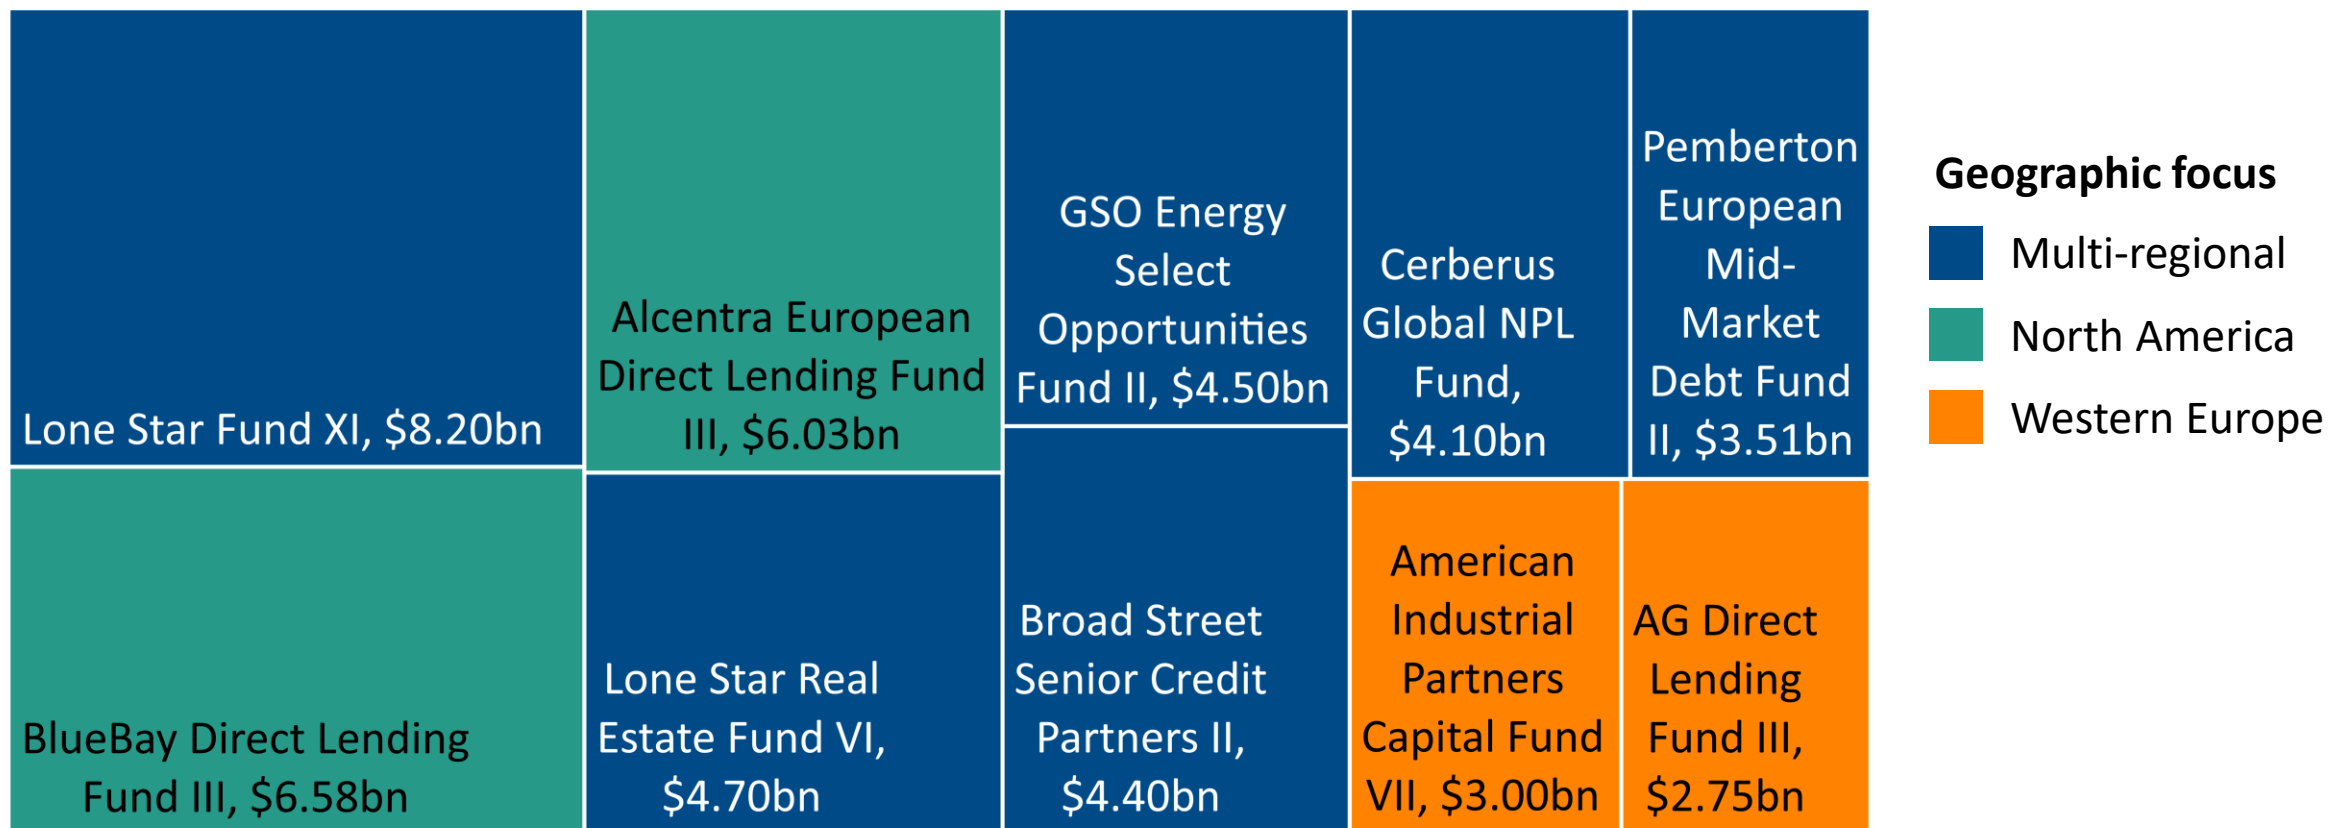 Lone Star Fund XI, $8.20bn
BlueBay Direct Lending
Fund III, $6.58bn
Alcentra European
Direct Lending Fund
III, $6.03bn
Lone Star Real
Estate Fund VI,
$4.70bn
GSO Energy
Select
Opportunities
Fund II, $4.50bn
Broad Street
Senior Credit
Partners II,
$4.40bn
Cerberus
Global NPL
Fund,
$4.10bn
Pemberton
European
Mid-
Market
Debt Fund
II, $3.51bn
American
Industrial
Partners
Capital Fund
VII, $3.00bn
AG Direct
Lending
Fund III,
$2.75bn
Geographic focus
Multi-regional
North America
Western Europe